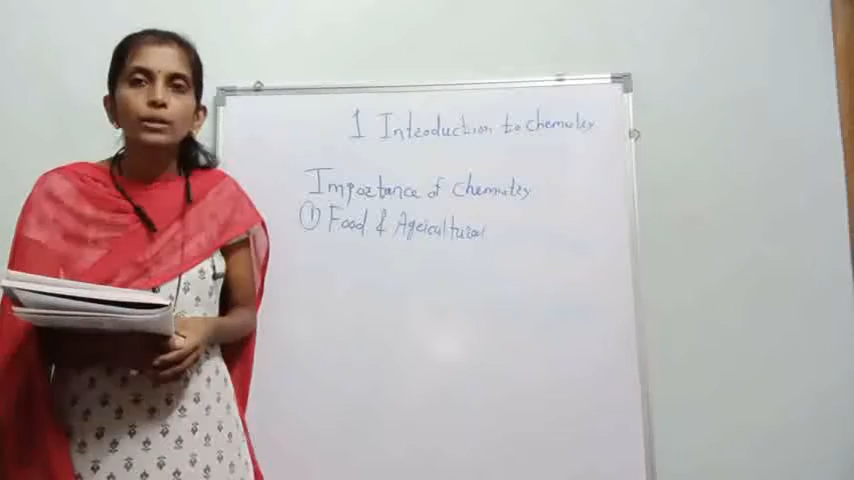 1 Introduction to chemistry
Importance of chemistry
① Food & Agricultural